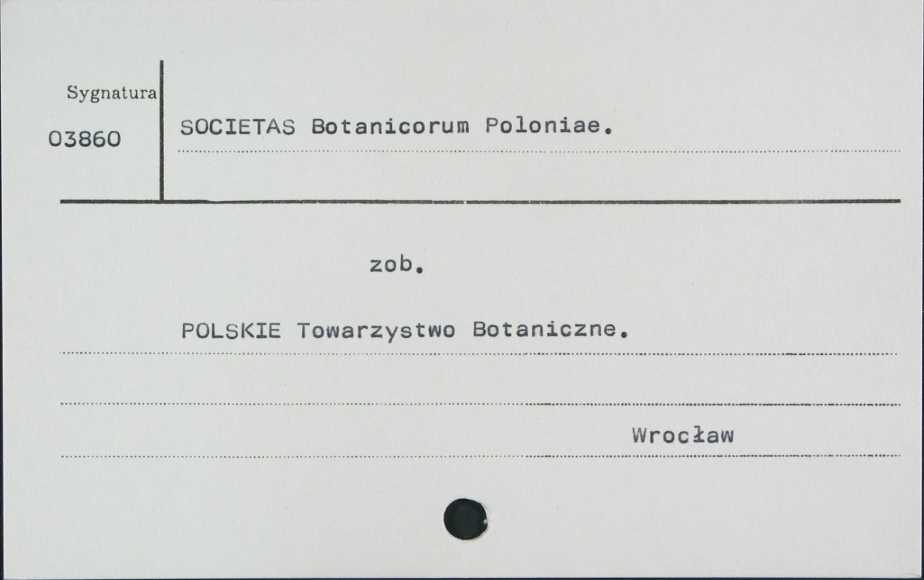 Sygnatura
03860
SOCIETAS Botanicorum Poloniae.
zob.
POLSKIE Towarzystwo Botaniczne.
Wrocław